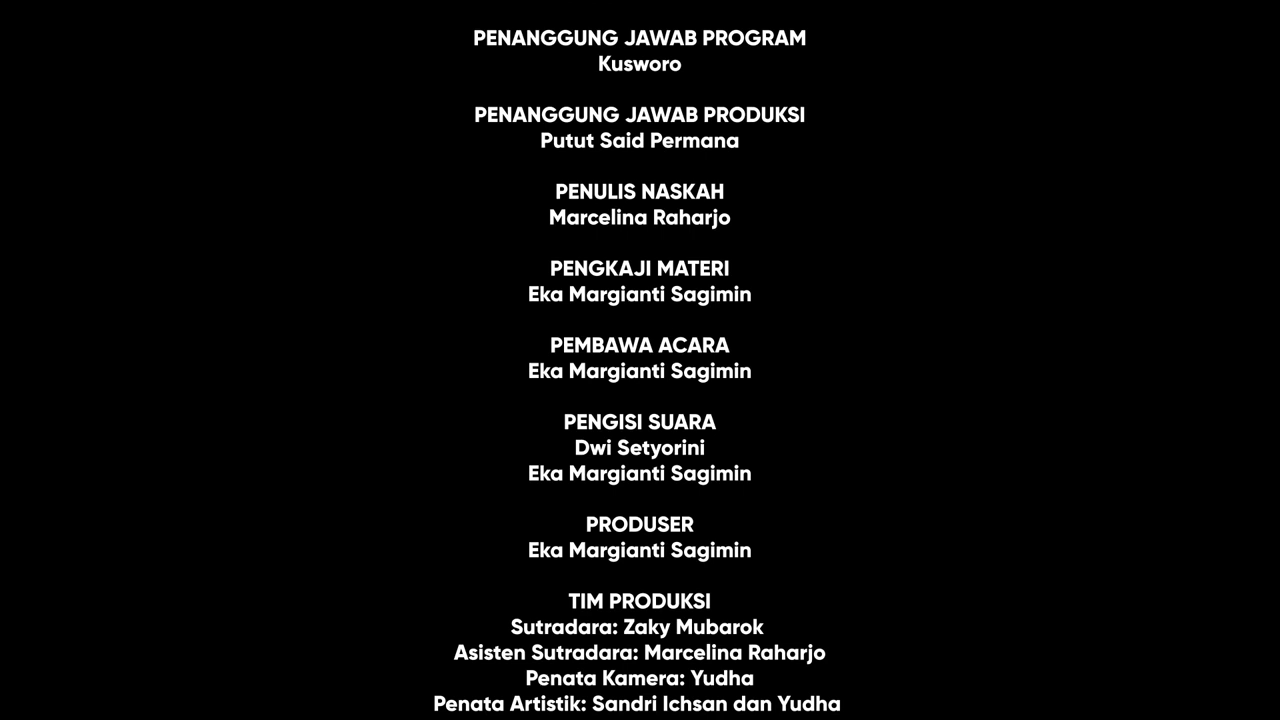 PENANGGUNG JAWAB PROGRAM
Kusworo
PENANGGUNG JAWAB PRODUKSI
Putut Said Permana
PENULIS NASKAH
Marcelina Raharjo
PENGKAJI MATERI
Eka Margianti Sagimin
PEMBAWA ACARA
Eka Margianti Sagimin
PENGISI SUARA
Dwi Setyorini
Eka Margianti Sagimin
PRODUSER
Eka Margianti Sagimin
TIM PRODUKSI
Sutradara: Zaky Mubarok
Asisten Sutradara: Marcelina Raharjo
Penata Kamera: Yudha
Penata Artistik: Sandri Ichsan dan Yudha